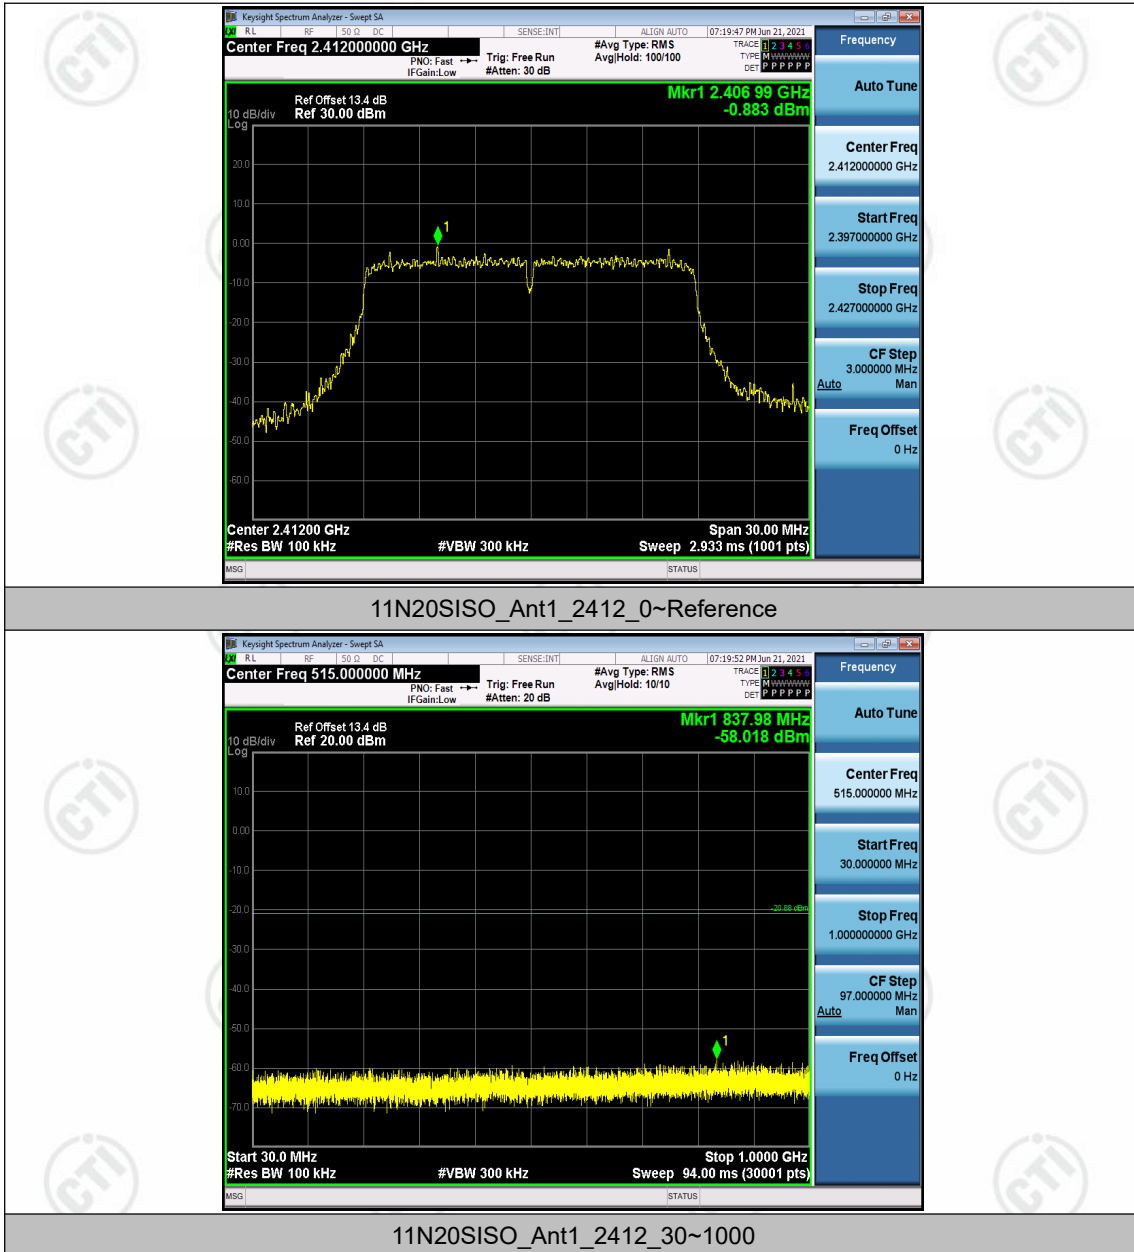 Keysight Spectrum Analyzer - Swept SA
LXI RL RF 50 Ω DC SENSE:INT ALIGN AUTO 07:19:47 PM Jun 21, 2021
Center Freq 2.412000000 GHz
PNO: Fast
IFGain:Low
Trig: Free Run
#Atten: 30 dB
#Avg Type: RMS
Avg|Hold: 100/100
TRACE 1 2 3 4 5 6
TYPE M W W W W W
DET P P P P P P
Ref Offset 13.4 dB
Ref 30.00 dBm
10 dB/div
Log
Mkr1 2.406 99 GHz
-0.883 dBm
20.0
10.0
0.00
-10.0
-20.0
-30.0
-40.0
-50.0
-60.0
1
Center 2.41200 GHz
#Res BW 100 kHz
#VBW 300 kHz
Span 30.00 MHz
Sweep 2.933 ms (1001 pts)
MSG
STATUS
Frequency
Auto Tune
Center Freq
2.412000000 GHz
Start Freq
2.397000000 GHz
Stop Freq
2.427000000 GHz
CF Step
3.000000 MHz
Auto Man
Freq Offset
0 Hz
11N20SISO_Ant1_2412_0~Reference
Keysight Spectrum Analyzer - Swept SA
LXI RL RF 50 Ω DC SENSE:INT ALIGN AUTO 07:19:52 PM Jun 21, 2021
Center Freq 515.000000 MHz
PNO: Fast
IFGain:Low
Trig: Free Run
#Atten: 20 dB
#Avg Type: RMS
Avg|Hold: 10/10
TRACE 1 2 3 4 5 6
TYPE M W W W W W
DET P P P P P P
Ref Offset 13.4 dB
Ref 20.00 dBm
10 dB/div
Log
Mkr1 837.98 MHz
-58.018 dBm
10.0
0.00
-10.0
-20.0
-30.0
-40.0
-50.0
-60.0
-70.0
-20.88 dBm
1
Start 30.0 MHz
#Res BW 100 kHz
#VBW 300 kHz
Stop 1.0000 GHz
Sweep 94.00 ms (30001 pts)
MSG
STATUS
Frequency
Auto Tune
Center Freq
515.000000 MHz
Start Freq
30.000000 MHz
Stop Freq
1.000000000 GHz
CF Step
97.000000 MHz
Auto Man
Freq Offset
0 Hz
11N20SISO_Ant1_2412_30~1000
CTI
CTI
CTI
CTI
CTI
CTI
CTI
CTI